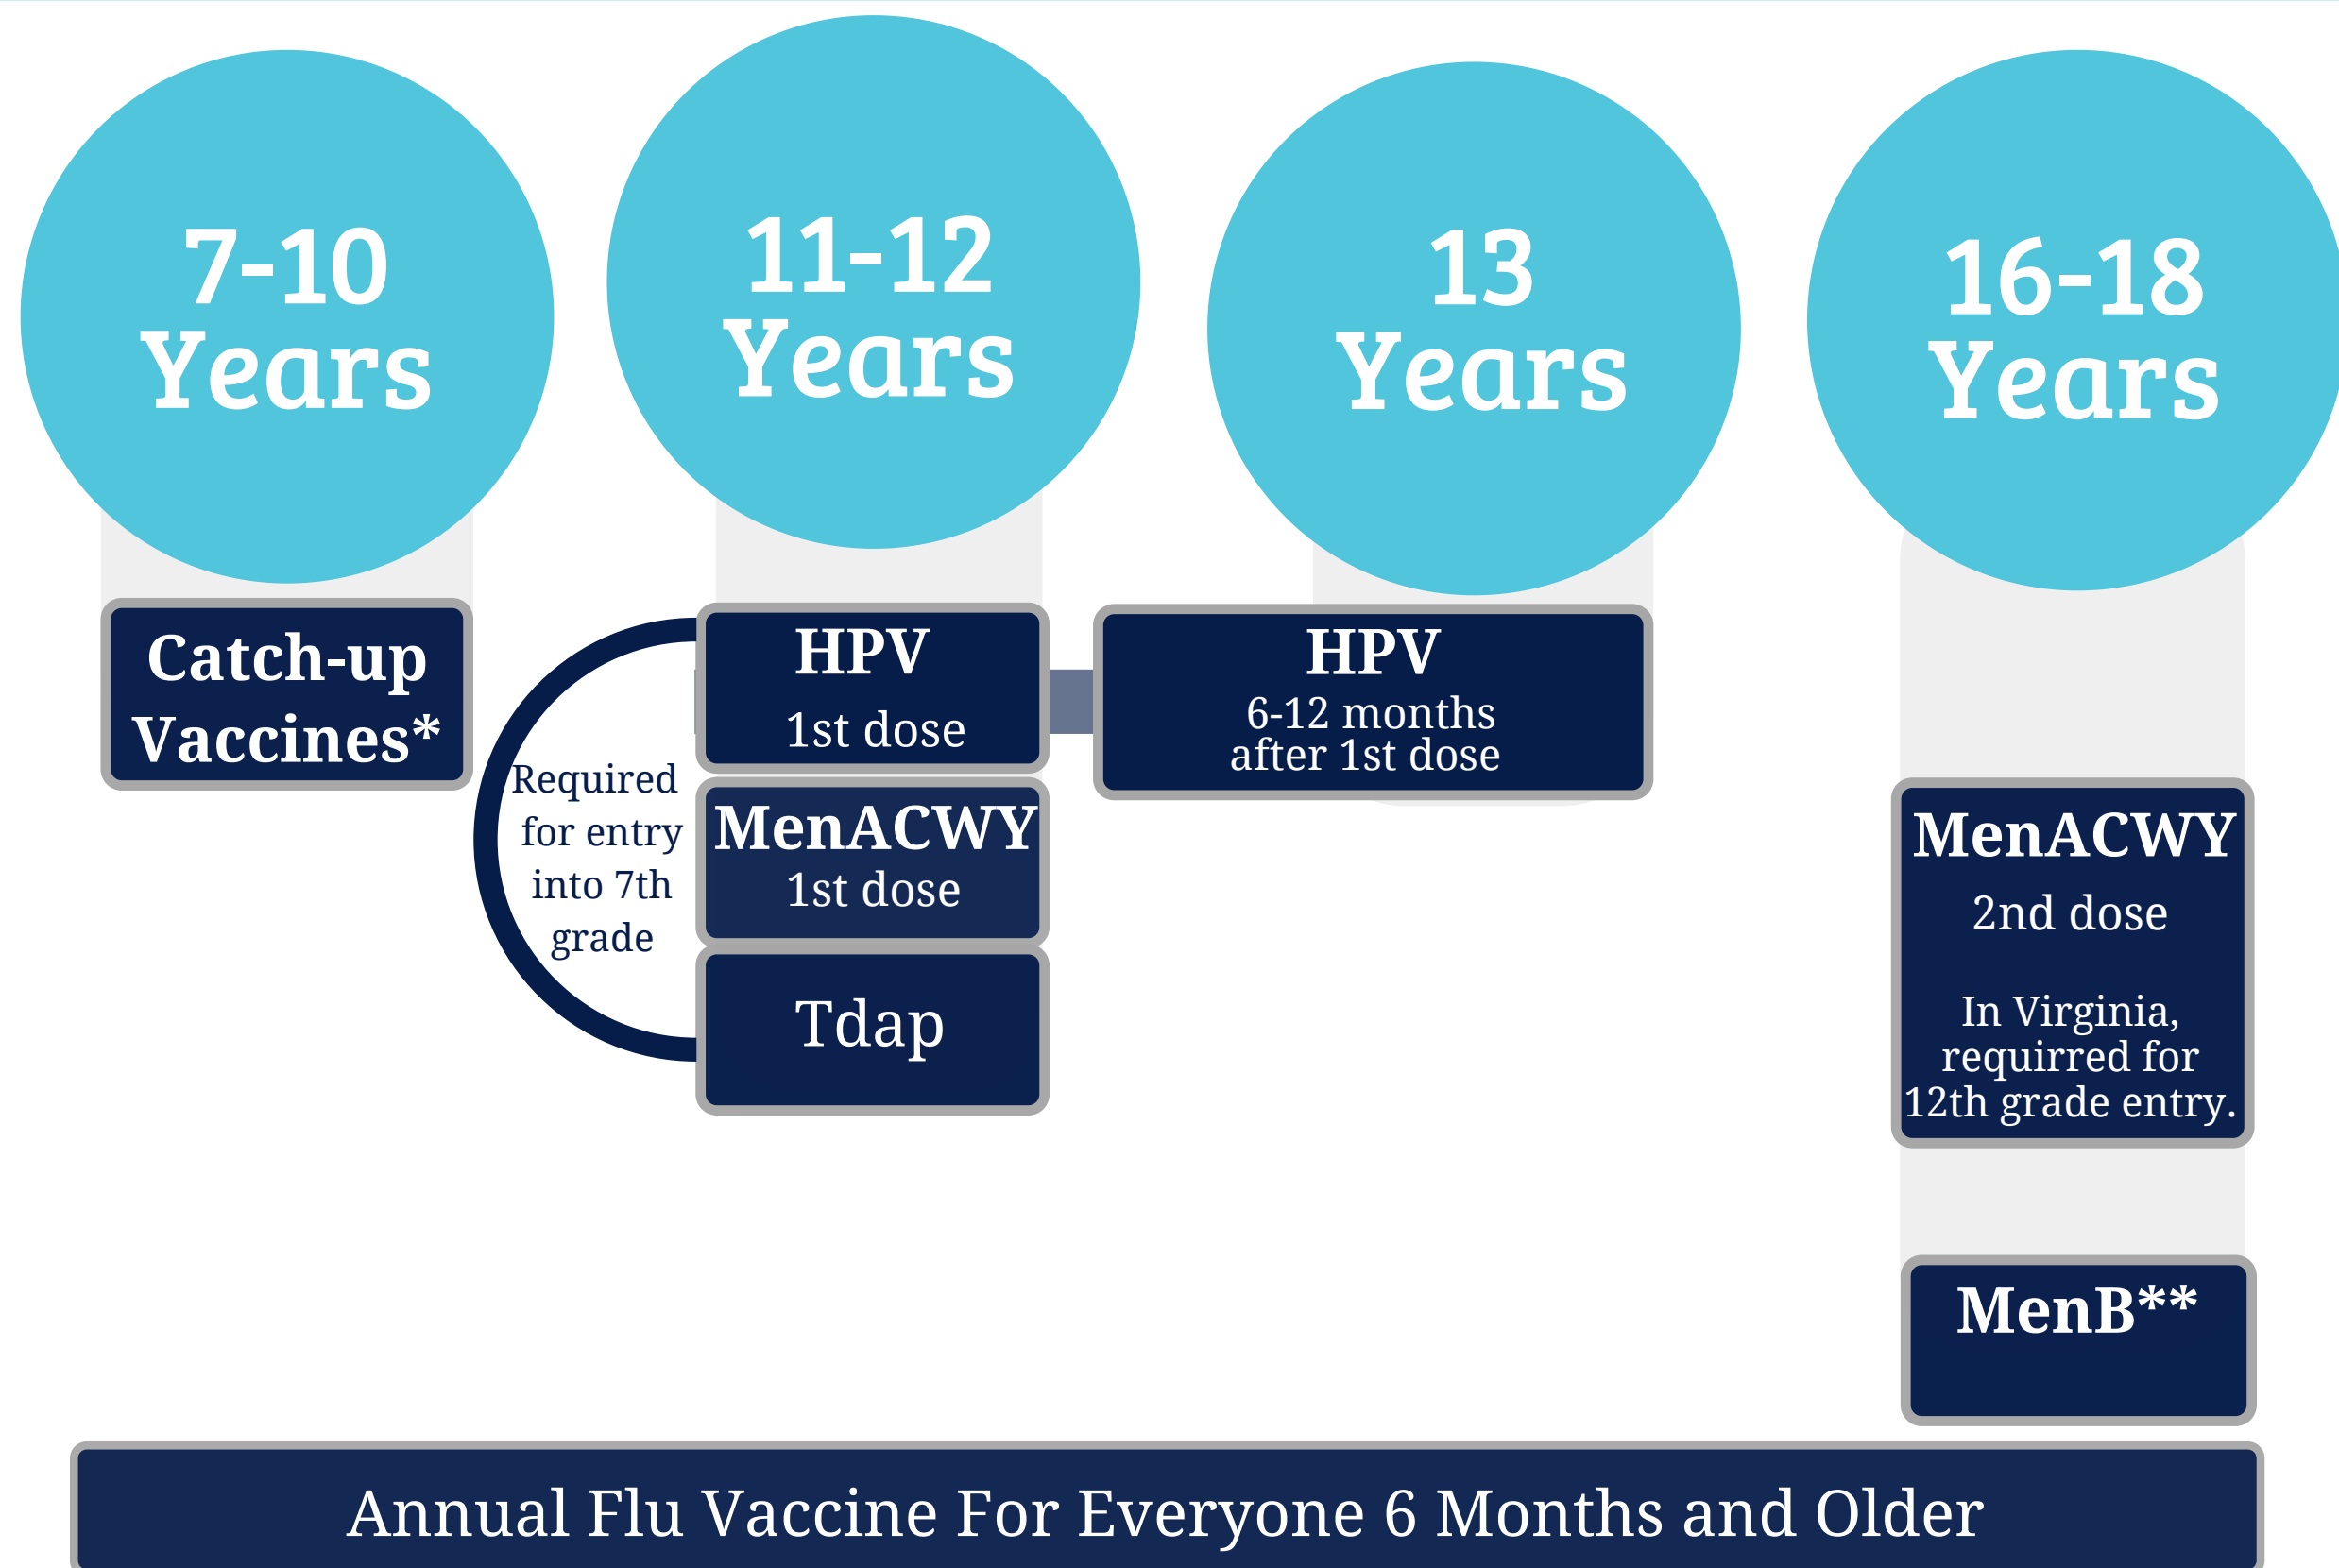 7-10
Years
11-12
Years
13
Years
16-18
Years
Catch-up
Vaccines*
Required
for entry
into 7th
grade
HPV
1st dose
MenACWY
1st dose
Tdap
HPV
6-12 months
after 1st dose
MenACWY
2nd dose
In Virginia,
requirred for
12th grade entry.
MenB**
Annual Flu Vaccine For Everyone 6 Months and Older